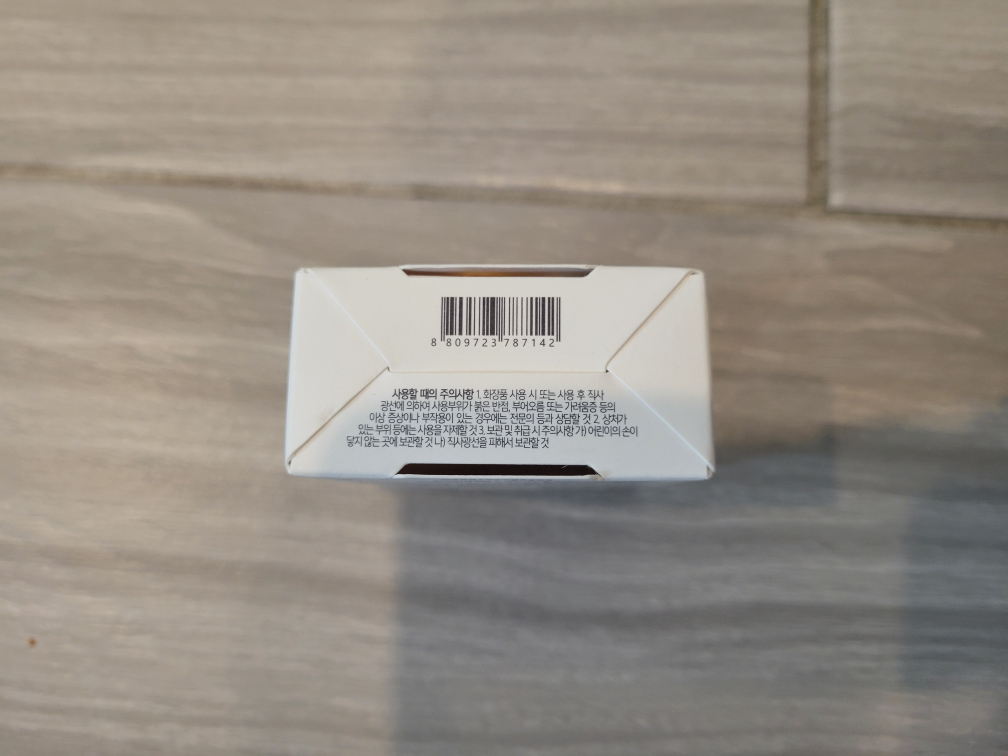 8 809723 787142
사용할 때의 주의사항 1. 화장품 사용 시 또는 사용 후 직사
광선에 의하여 사용부위가 붉은 반점, 부어오름 또는 가려움증 등의
이상 증상이나 부작용이 있는 경우에는 전문의 등과 상담할 것 2. 상처가
있는 부위 등에는 사용을 자제할 것 3. 보관 및 취급 시 주의사항 가) 어린이의 손이
닿지 않는 곳에 보관할 것 나) 직사광선을 피해서 보관할 것